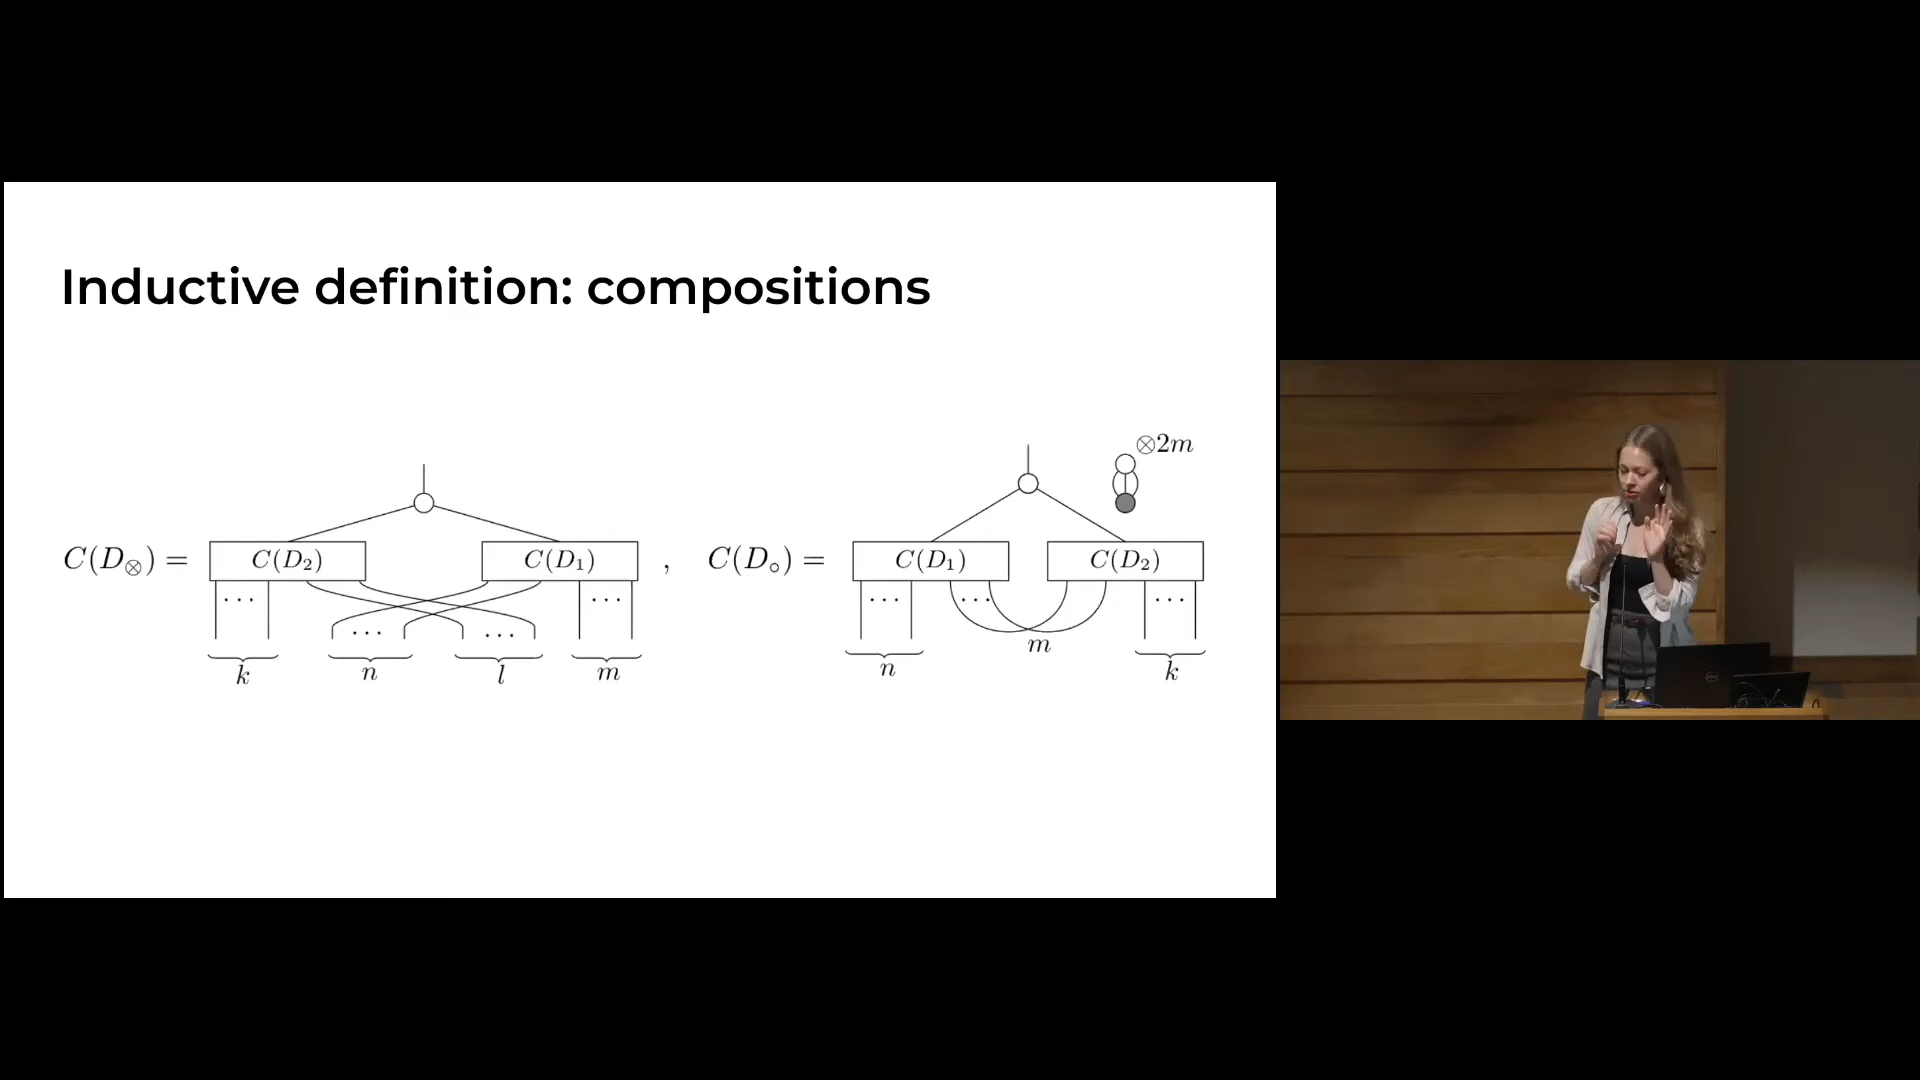 Inductive definition: compositions
C(D⊗) = C(D₂) C(D₁) , C(D∘) = C(D₁) C(D₂) ⊗2m
··· ··· ··· ··· ··· ··· ···
k n l m n m k